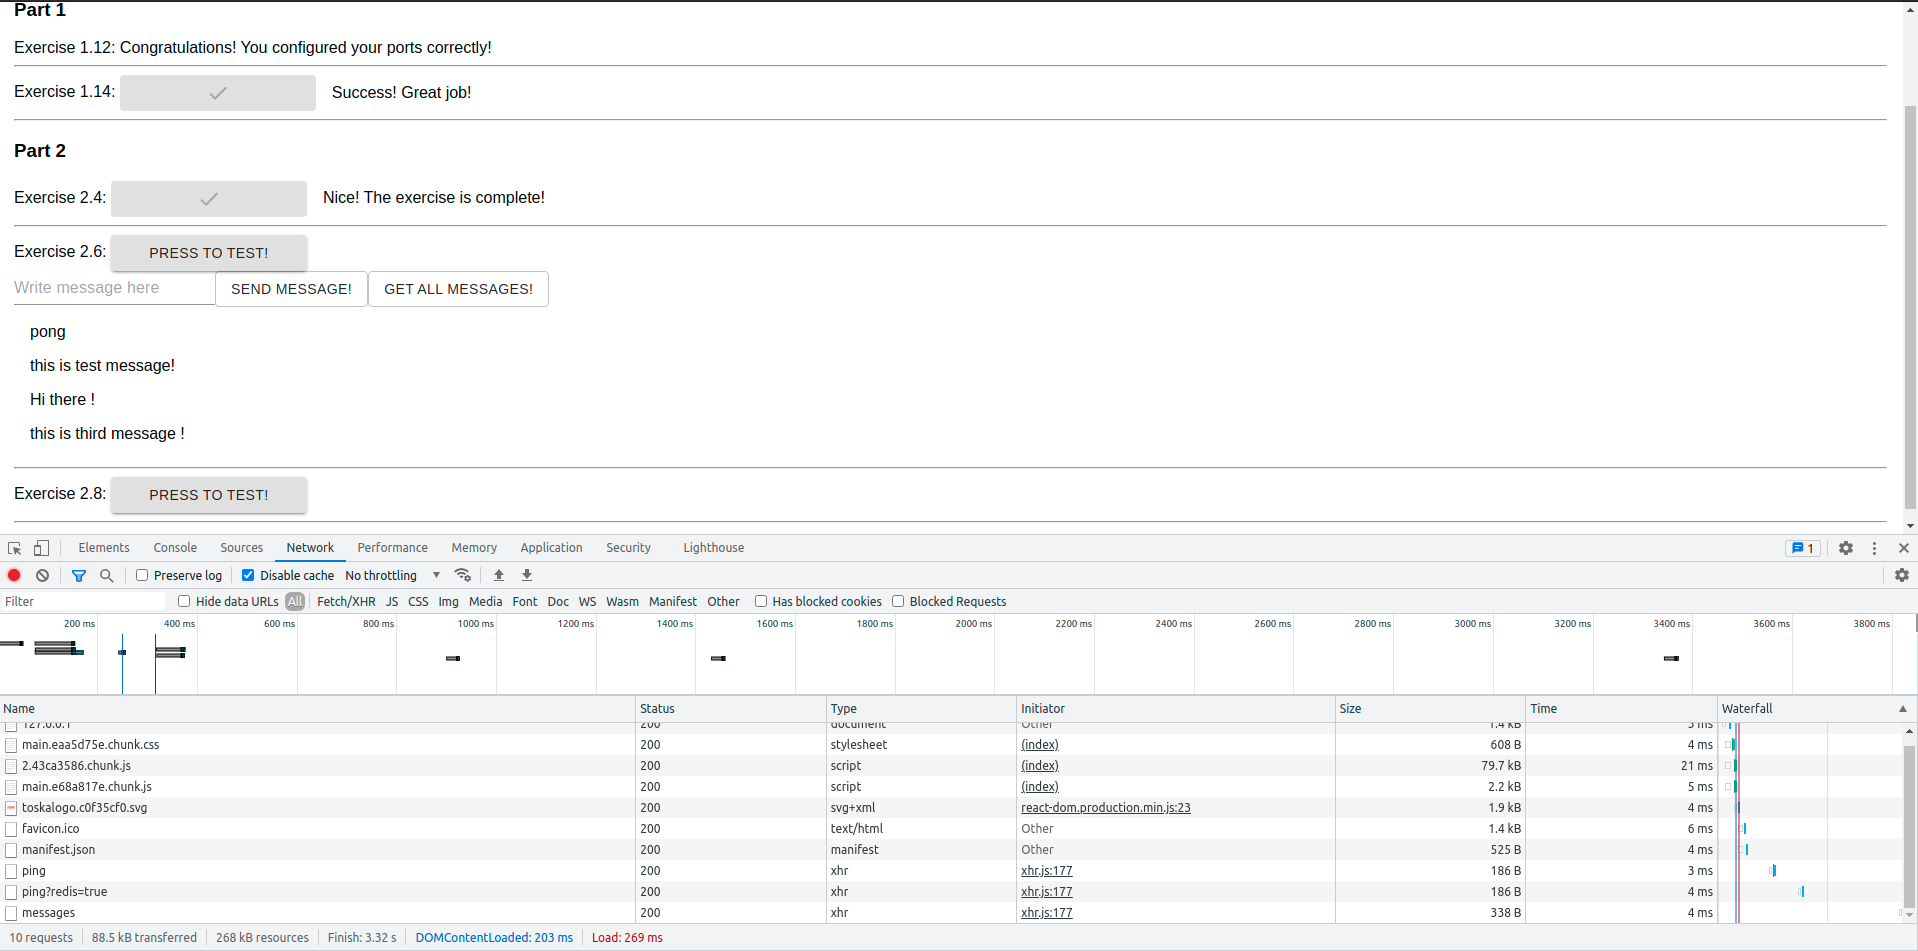 Part 1
Exercise 1.12: Congratulations! You configured your ports correctly!
Exercise 1.14: Success! Great job!
Part 2
Exercise 2.4: Nice! The exercise is complete!
Exercise 2.6: PRESS TO TEST!
Write message here SEND MESSAGE! GET ALL MESSAGES!
pong
this is test message!
Hi there !
this is third message !
Exercise 2.8: PRESS TO TEST!
Elements Console Sources Network Performance Memory Application Security Lighthouse 1
Preserve log Disable cache No throttling
Filter Hide data URLs All Fetch/XHR JS CSS Img Media Font Doc WS Wasm Manifest Other Has blocked cookies Blocked Requests
200 ms 400 ms 600 ms 800 ms 1000 ms 1200 ms 1400 ms 1600 ms 1800 ms 2000 ms 2200 ms 2400 ms 2600 ms 2800 ms 3000 ms 3200 ms 3400 ms 3600 ms 3800 ms
Name Status Type Initiator Size Time Waterfall
127.0.0.1 200 document Other 1.4 kB 3 ms
main.eaa5d75e.chunk.css 200 stylesheet (index) 608 B 4 ms
2.43ca3586.chunk.js 200 script (index) 79.7 kB 21 ms
main.e68a817e.chunk.js 200 script (index) 2.2 kB 5 ms
toskalogo.c0f35cf0.svg 200 svg+xml react-dom.production.min.js:23 1.9 kB 4 ms
favicon.ico 200 text/html Other 1.4 kB 6 ms
manifest.json 200 manifest Other 525 B 4 ms
ping 200 xhr xhr.js:177 186 B 3 ms
ping?redis=true 200 xhr xhr.js:177 186 B 4 ms
messages 200 xhr xhr.js:177 338 B 4 ms
10 requests 88.5 kB transferred 268 kB resources Finish: 3.32 s DOMContentLoaded: 203 ms Load: 269 ms